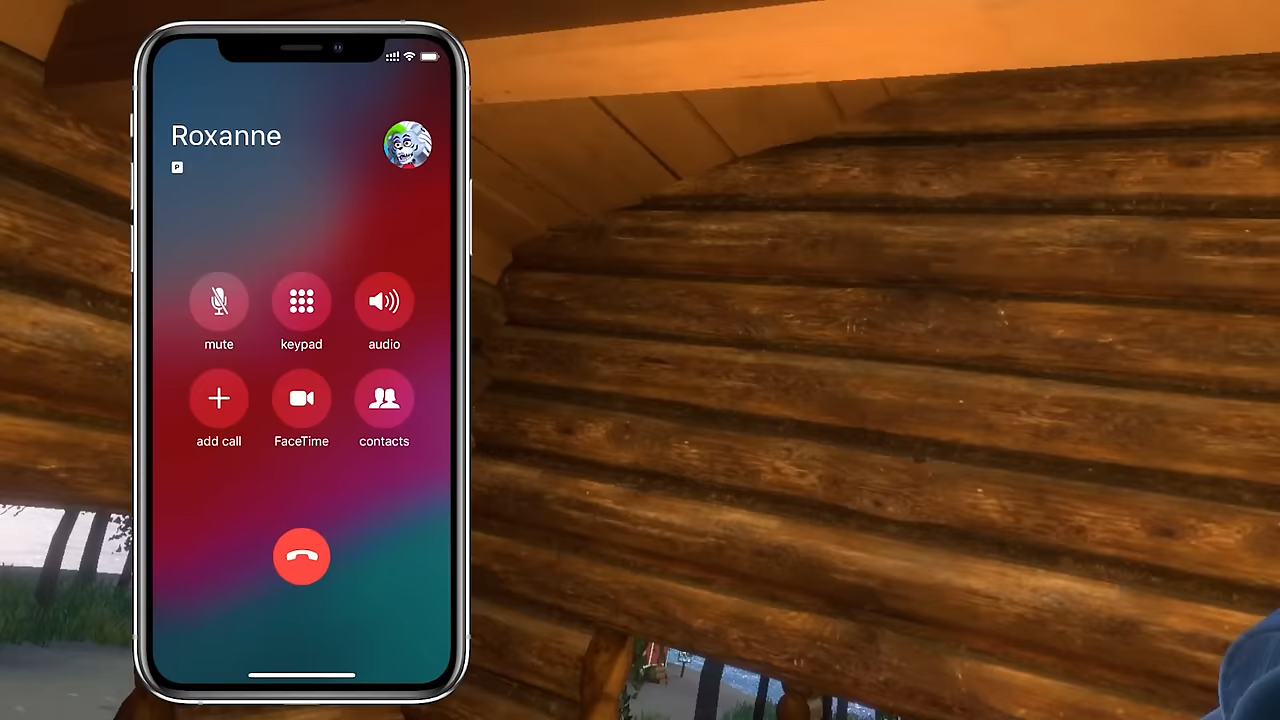 Roxanne
P
mute
keypad
audio
add call
FaceTime
contacts